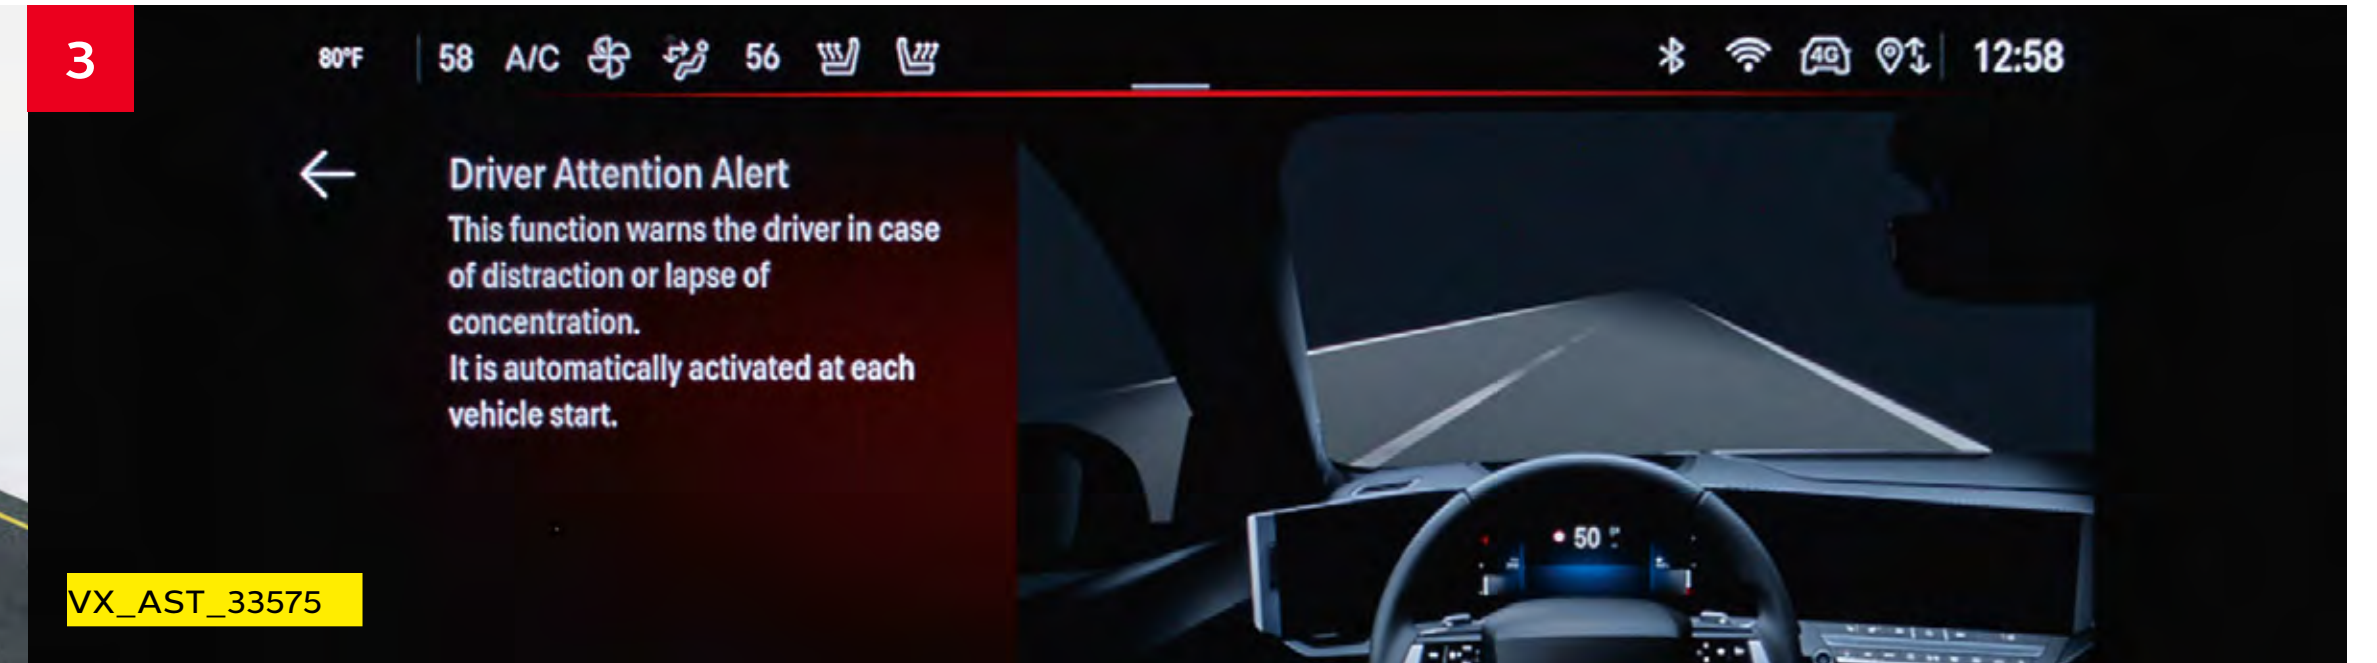 3
80°F 58 A/C 56 4G 12:58
Driver Attention Alert
This function warns the driver in case
of distraction or lapse of
concentration.
It is automatically activated at each
vehicle start.
50
VX_AST_33575